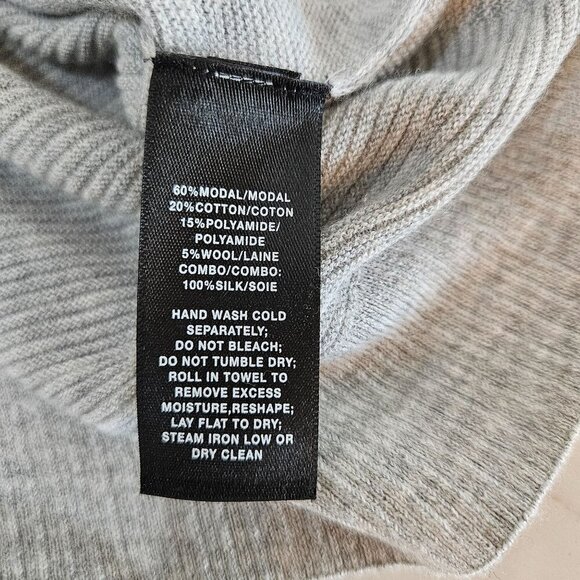 60%MODAL/MODAL
20%COTTON/COTON
15%POLYAMIDE/
POLYAMIDE
5%WOOL/LAINE
COMBO/COMBO:
100%SILK/SOIE
HAND WASH COLD
SEPARATELY;
DO NOT BLEACH;
DO NOT TUMBLE DRY;
ROLL IN TOWEL TO
REMOVE EXCESS
MOISTURE,RESHAPE;
LAY FLAT TO DRY;
STEAM IRON LOW OR
DRY CLEAN